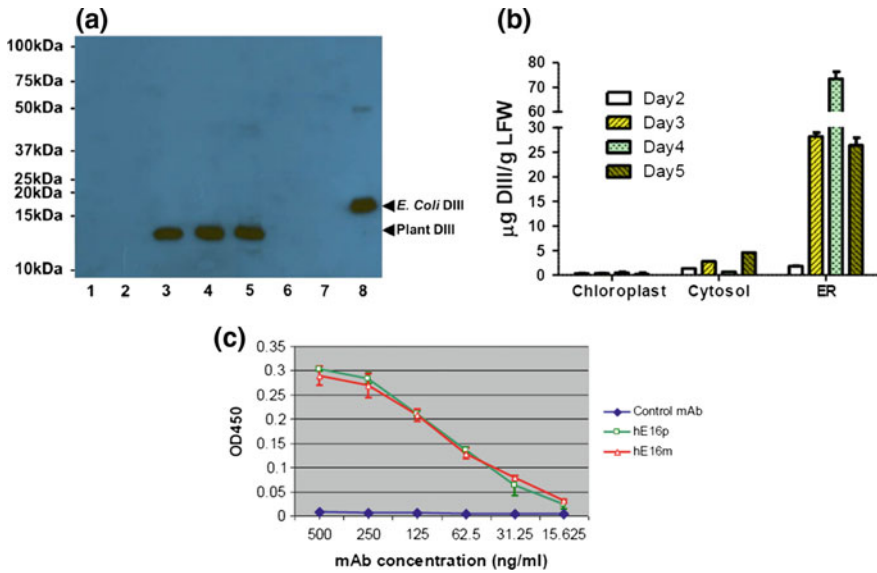 (a)
100kDa
75kDa
50kDa
37kDa
25kDa
20kDa
15kDa
10kDa
E. Coli DIII
Plant DIII
1 2 3 4 5 6 7 8
(b)
µg DIII/g LFW
80
70
60
30
25
20
15
10
5
0
Day2
Day3
Day4
Day5
Chloroplast Cytosol ER
(c)
OD450
0.35
0.3
0.25
0.2
0.15
0.1
0.05
0
500 250 125 62.5 31.25 15.625
mAb concentration (ng/ml)
Control mAb
hE16p
hE16m